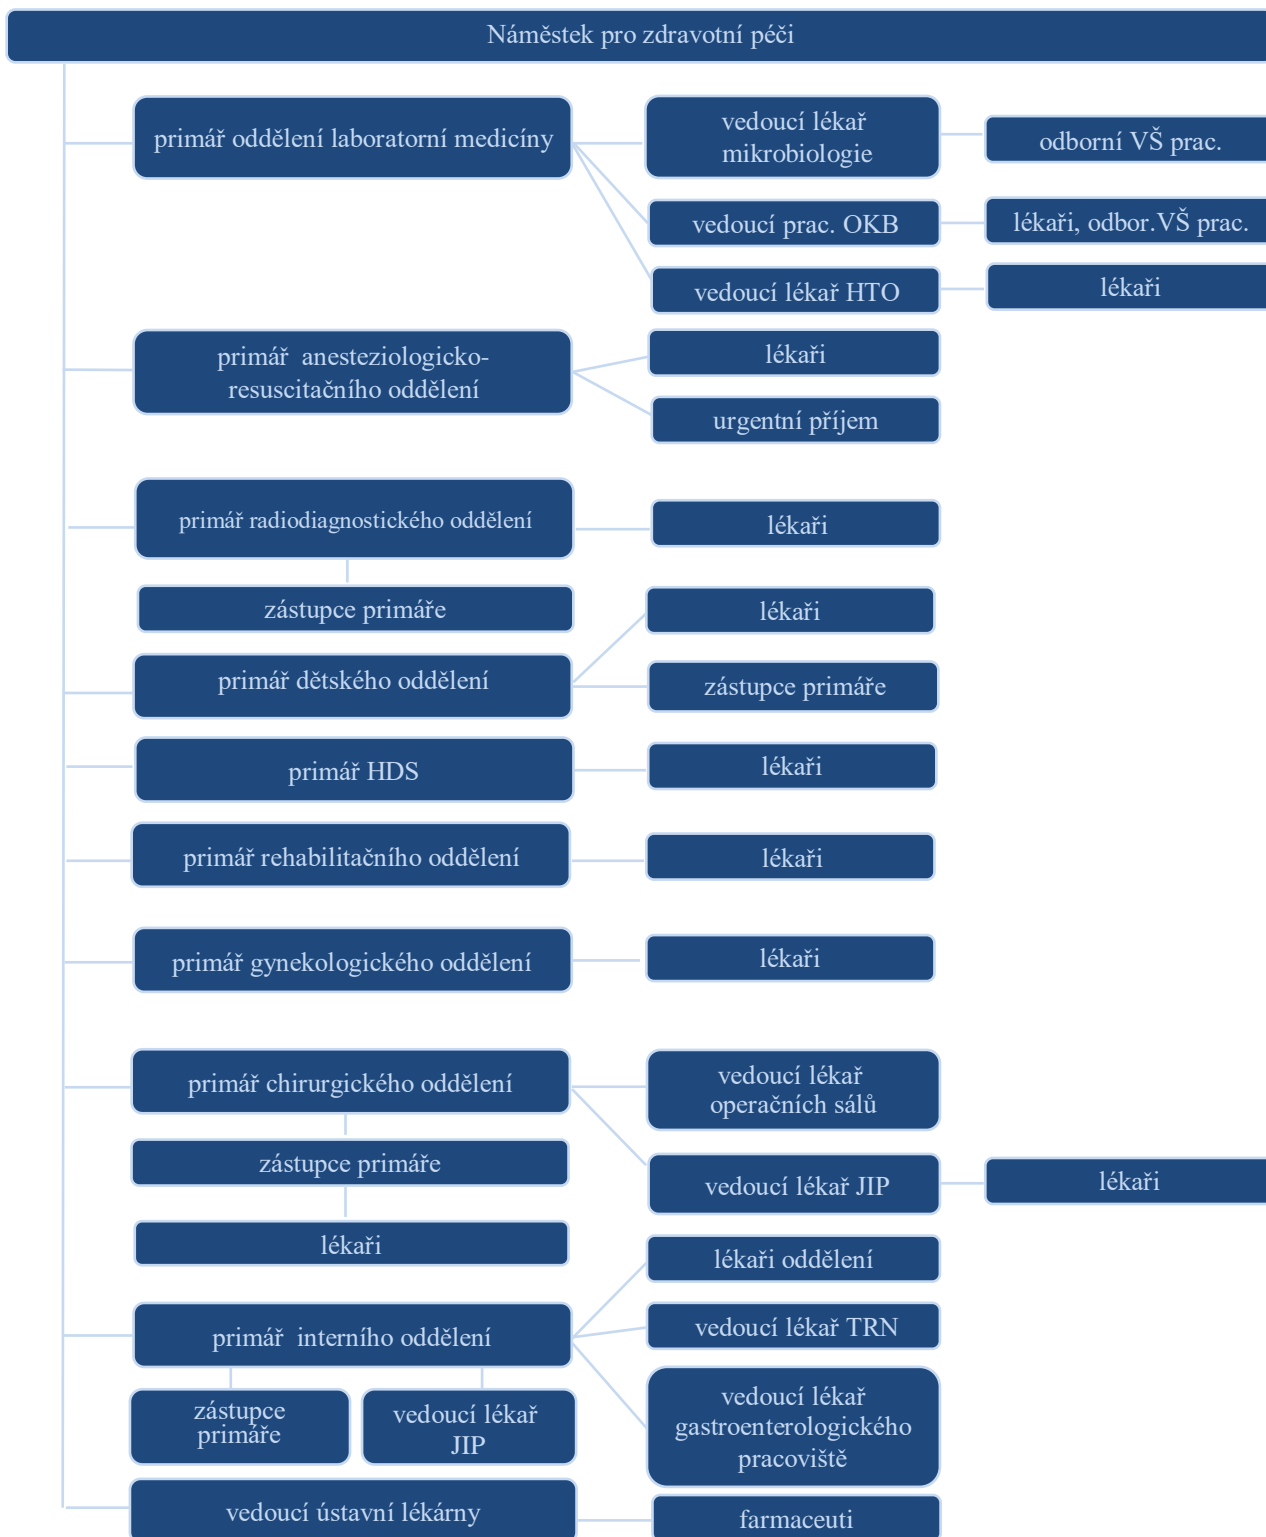 Náměstek pro zdravotní péči
primář oddělení laboratorní medicíny
vedoucí lékař
mikrobiologie
odborní VŠ prac.
vedoucí prac. OKB
lékaři, odbor.VŠ prac.
vedoucí lékař HTO
lékaři
primář anesteziologicko-
resuscitačního oddělení
lékaři
urgentní příjem
primář radiodiagnostického oddělení
lékaři
zástupce primáře
lékaři
primář dětského oddělení
zástupce primáře
primář HDS
lékaři
primář rehabilitačního oddělení
lékaři
primář gynekologického oddělení
lékaři
primář chirurgického oddělení
vedoucí lékař
operačních sálů
zástupce primáře
vedoucí lékař JIP
lékaři
lékaři
lékaři oddělení
primář interního oddělení
vedoucí lékař TRN
zástupce
primáře
vedoucí lékař
JIP
vedoucí lékař
gastroenterologického
pracoviště
vedoucí ústavní lékárny
farmaceuti